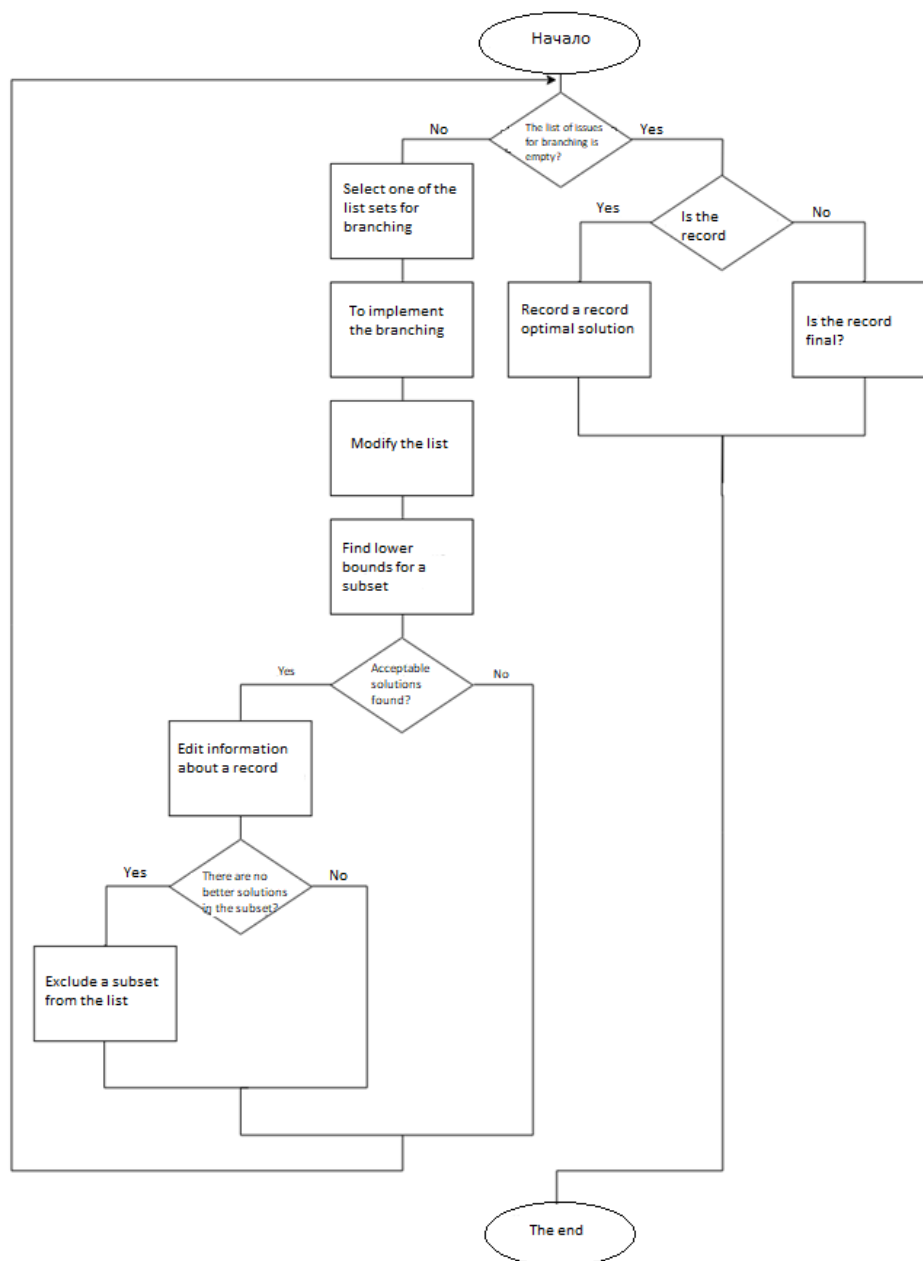 Начало
The list of issues
for branching is
empty?
No
Yes
Select one of the
list sets for
branching
Yes
Is the
record
No
To implement
the branching
Record a record
optimal solution
Is the record
final?
Modify the list
Find lower
bounds for a
subset
Yes
Acceptable
solutions
found?
No
Edit information
about a record
Yes
There are no
better solutions
in the subset?
No
Exclude a subset
from the list
The end